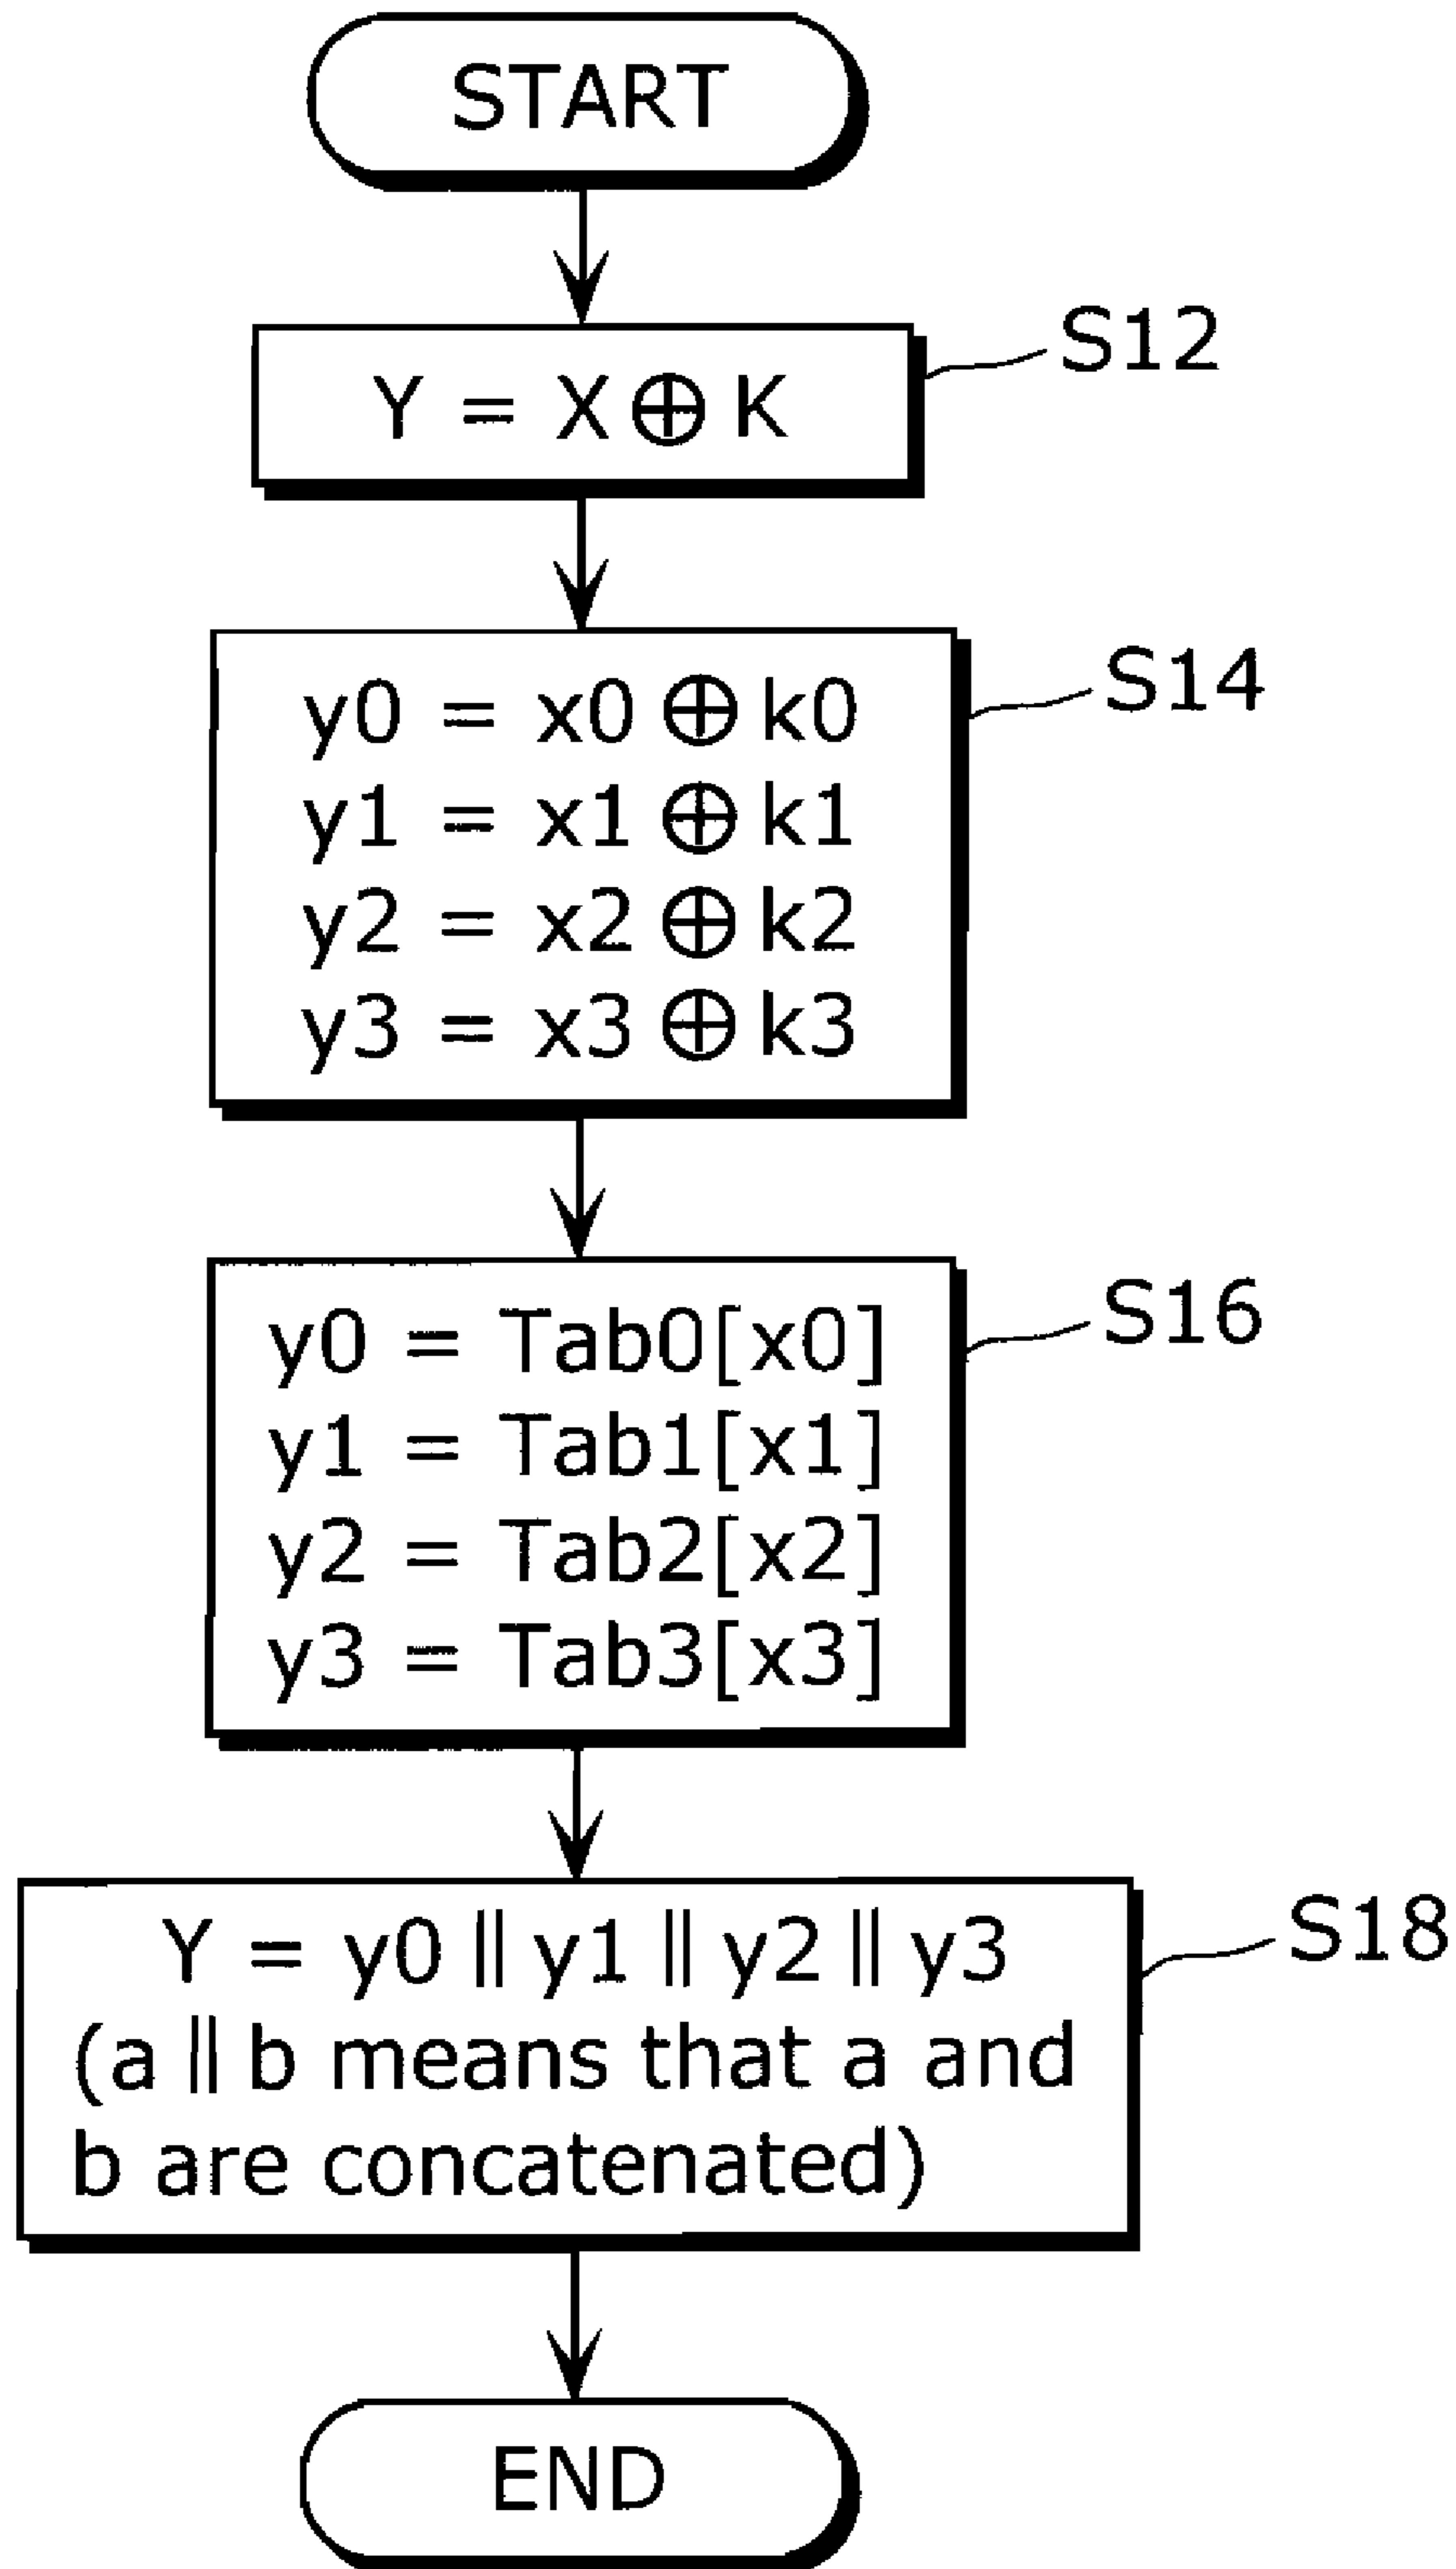 START
Y = X ⊕ K
S12
y0 = x0 ⊕ k0
y1 = x1 ⊕ k1
y2 = x2 ⊕ k2
y3 = x3 ⊕ k3
S14
y0 = Tab0[x0]
y1 = Tab1[x1]
y2 = Tab2[x2]
y3 = Tab3[x3]
S16
Y = y0 || y1 || y2 || y3
(a || b means that a and
b are concatenated)
S18
END